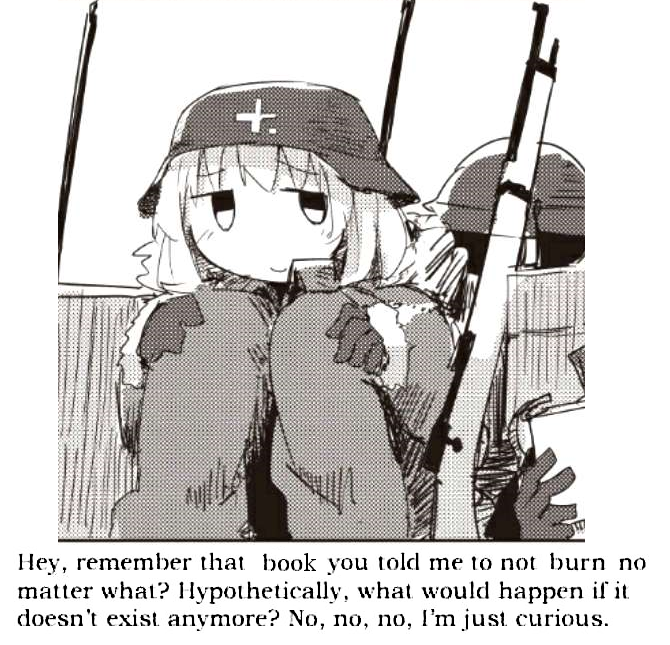 Hey, remember that book you told me to not burn no
matter what? Hypothetically, what would happen if it
doesn't exist anymore? No, no, no, I'm just curious.